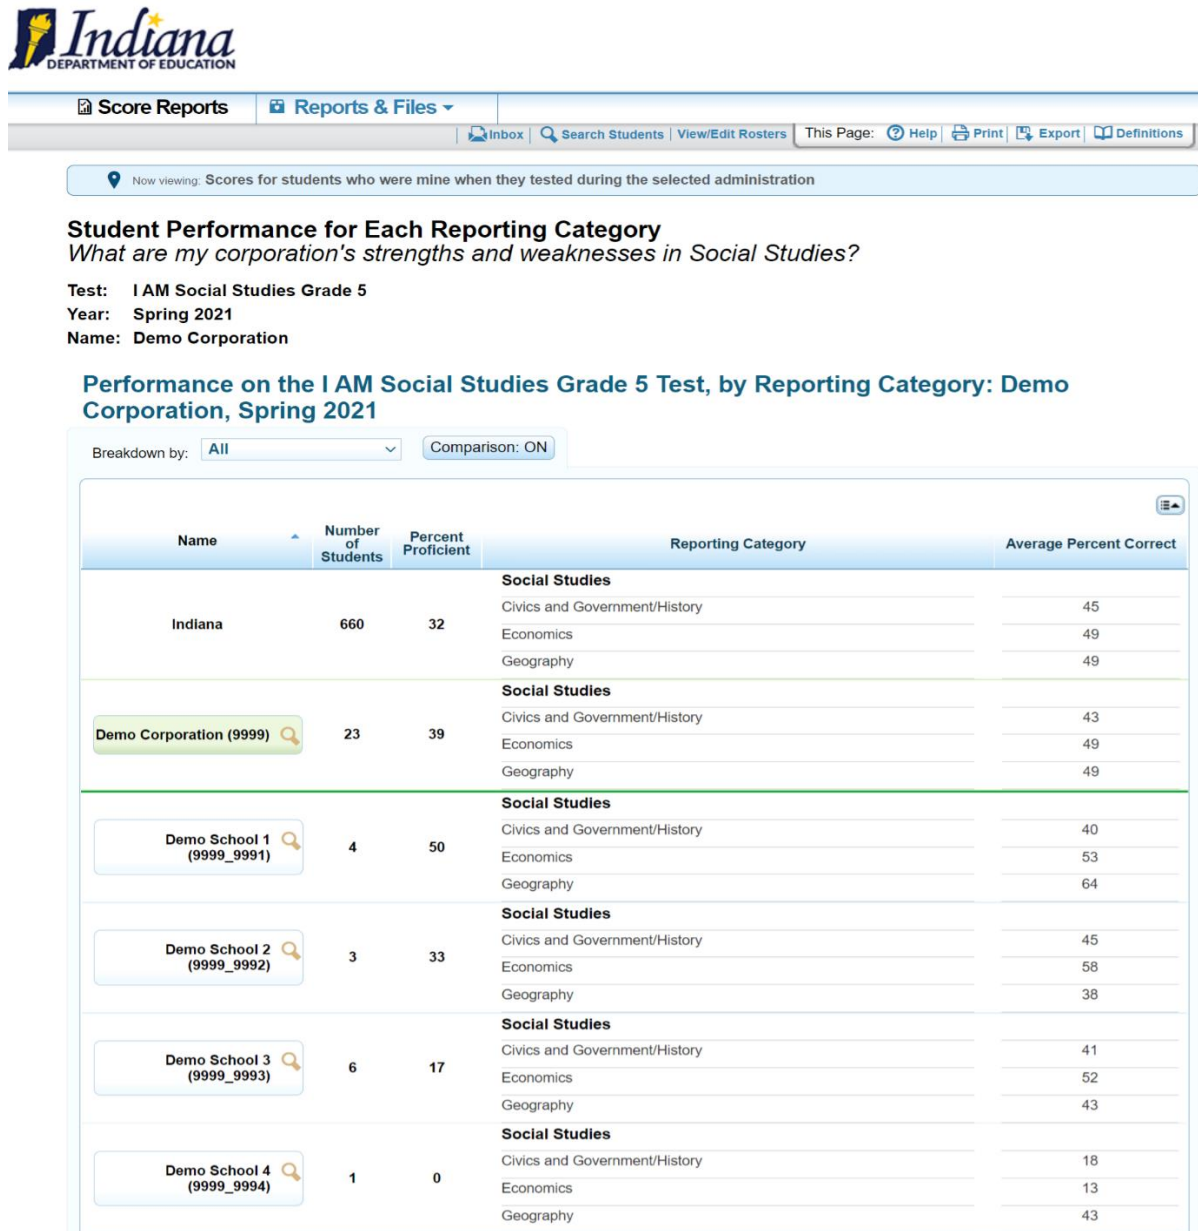 Indiana
DEPARTMENT OF EDUCATION
Score Reports Reports & Files
Inbox | Search Students | View/Edit Rosters This Page: Help | Print | Export | Definitions
Now viewing: Scores for students who were mine when they tested during the selected administration
Student Performance for Each Reporting Category
What are my corporation's strengths and weaknesses in Social Studies?
Test: I AM Social Studies Grade 5
Year: Spring 2021
Name: Demo Corporation
Performance on the I AM Social Studies Grade 5 Test, by Reporting Category: Demo
Corporation, Spring 2021
Breakdown by: All Comparison: ON
Name Number of Students Percent Proficient Reporting Category Average Percent Correct
Indiana 660 32
Social Studies
Civics and Government/History 45
Economics 49
Geography 49
Demo Corporation (9999) 23 39
Social Studies
Civics and Government/History 43
Economics 49
Geography 49
Demo School 1 (9999_9991) 4 50
Social Studies
Civics and Government/History 40
Economics 53
Geography 64
Demo School 2 (9999_9992) 3 33
Social Studies
Civics and Government/History 45
Economics 58
Geography 38
Demo School 3 (9999_9993) 6 17
Social Studies
Civics and Government/History 41
Economics 52
Geography 43
Demo School 4 (9999_9994) 1 0
Social Studies
Civics and Government/History 18
Economics 13
Geography 43